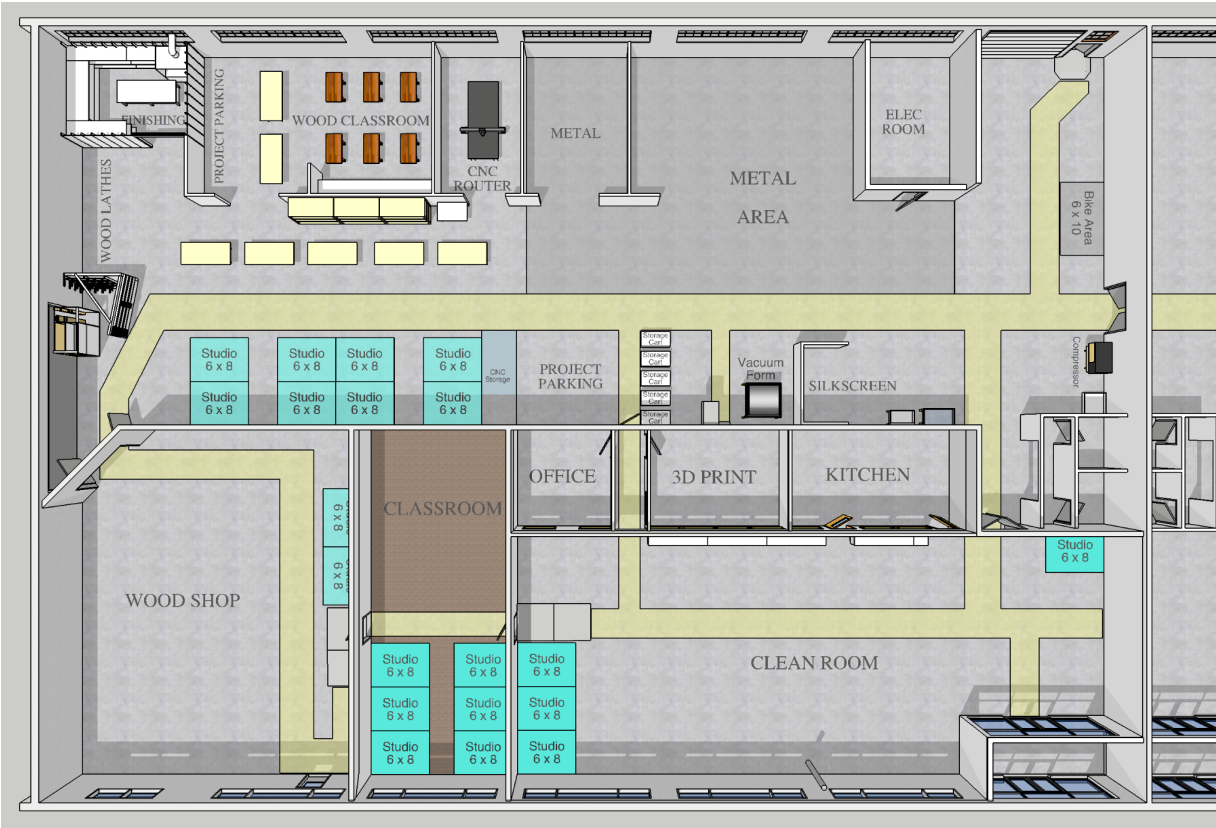 FINISHING
PROJECT PARKING
WOOD CLASSROOM
CNC
ROUTER
METAL
ELEC
ROOM
WOOD LATHES
METAL
AREA
Bike Area
6 x 10
Studio
6 x 8
Studio
6 x 8
Studio
6 x 8
Studio
6 x 8
Studio
6 x 8
Studio
6 x 8
Studio
6 x 8
Studio
6 x 8
CNC
Storage
PROJECT
PARKING
Storage
Cart
Storage
Cart
Storage
Cart
Storage
Cart
Storage
Cart
Vacuum
Form
SILKSCREEN
Compressor
OFFICE
3D PRINT
KITCHEN
CLASSROOM
6 x 8
6 x 8
WOOD SHOP
Studio
6 x 8
CLEAN ROOM
Studio
6 x 8
Studio
6 x 8
Studio
6 x 8
Studio
6 x 8
Studio
6 x 8
Studio
6 x 8
Studio
6 x 8
Studio
6 x 8
Studio
6 x 8